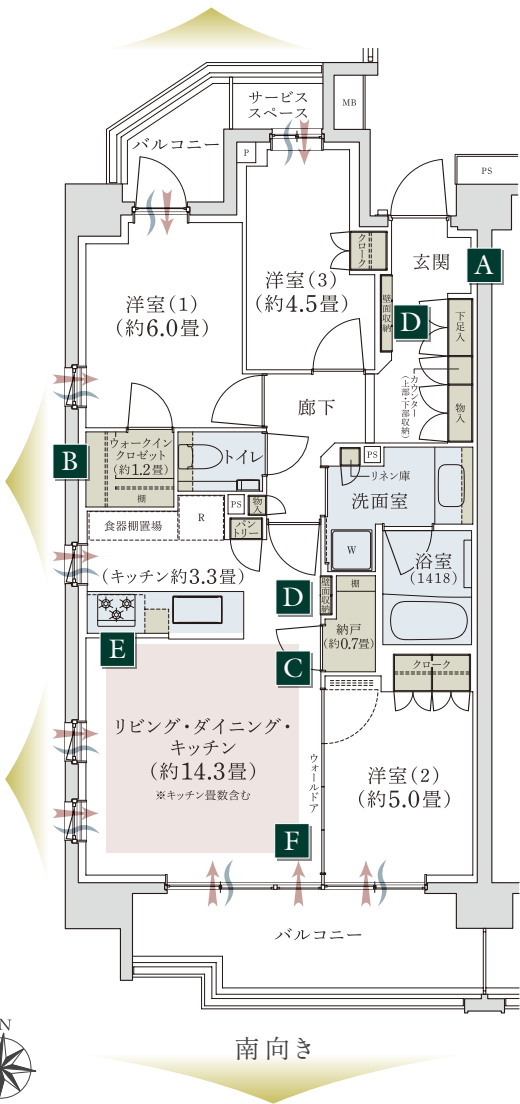 サービス
スペース
MB
バルコニー
P
PS
クローク
玄関
A
洋室(3)
(約4.5畳)
洋室(1)
(約6.0畳)
壁面収納
D
下足入
カウンター
(上部・下部収納)
物入
廊下
B
ウォークイン
クロゼット
(約1.2畳)
棚
トイレ
PS
リネン庫
洗面室
食器棚置場
R
PS
物入
パン
トリー
W
浴室
(1418)
(キッチン約3.3畳)
D
壁面収納
棚
納戸
(約0.7畳)
E
C
クローク
リビング・ダイニング・
キッチン
(約14.3畳)
※キッチン畳数含む
ウォールドア
洋室(2)
(約5.0畳)
F
バルコニー
N
南向き